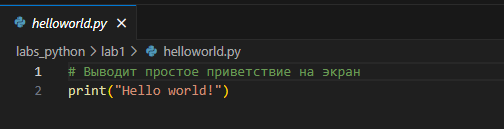 helloworld.py ×
labs_python > lab1 > helloworld.py
1 # Выводит простое приветствие на экран
2 print("Hello world!")